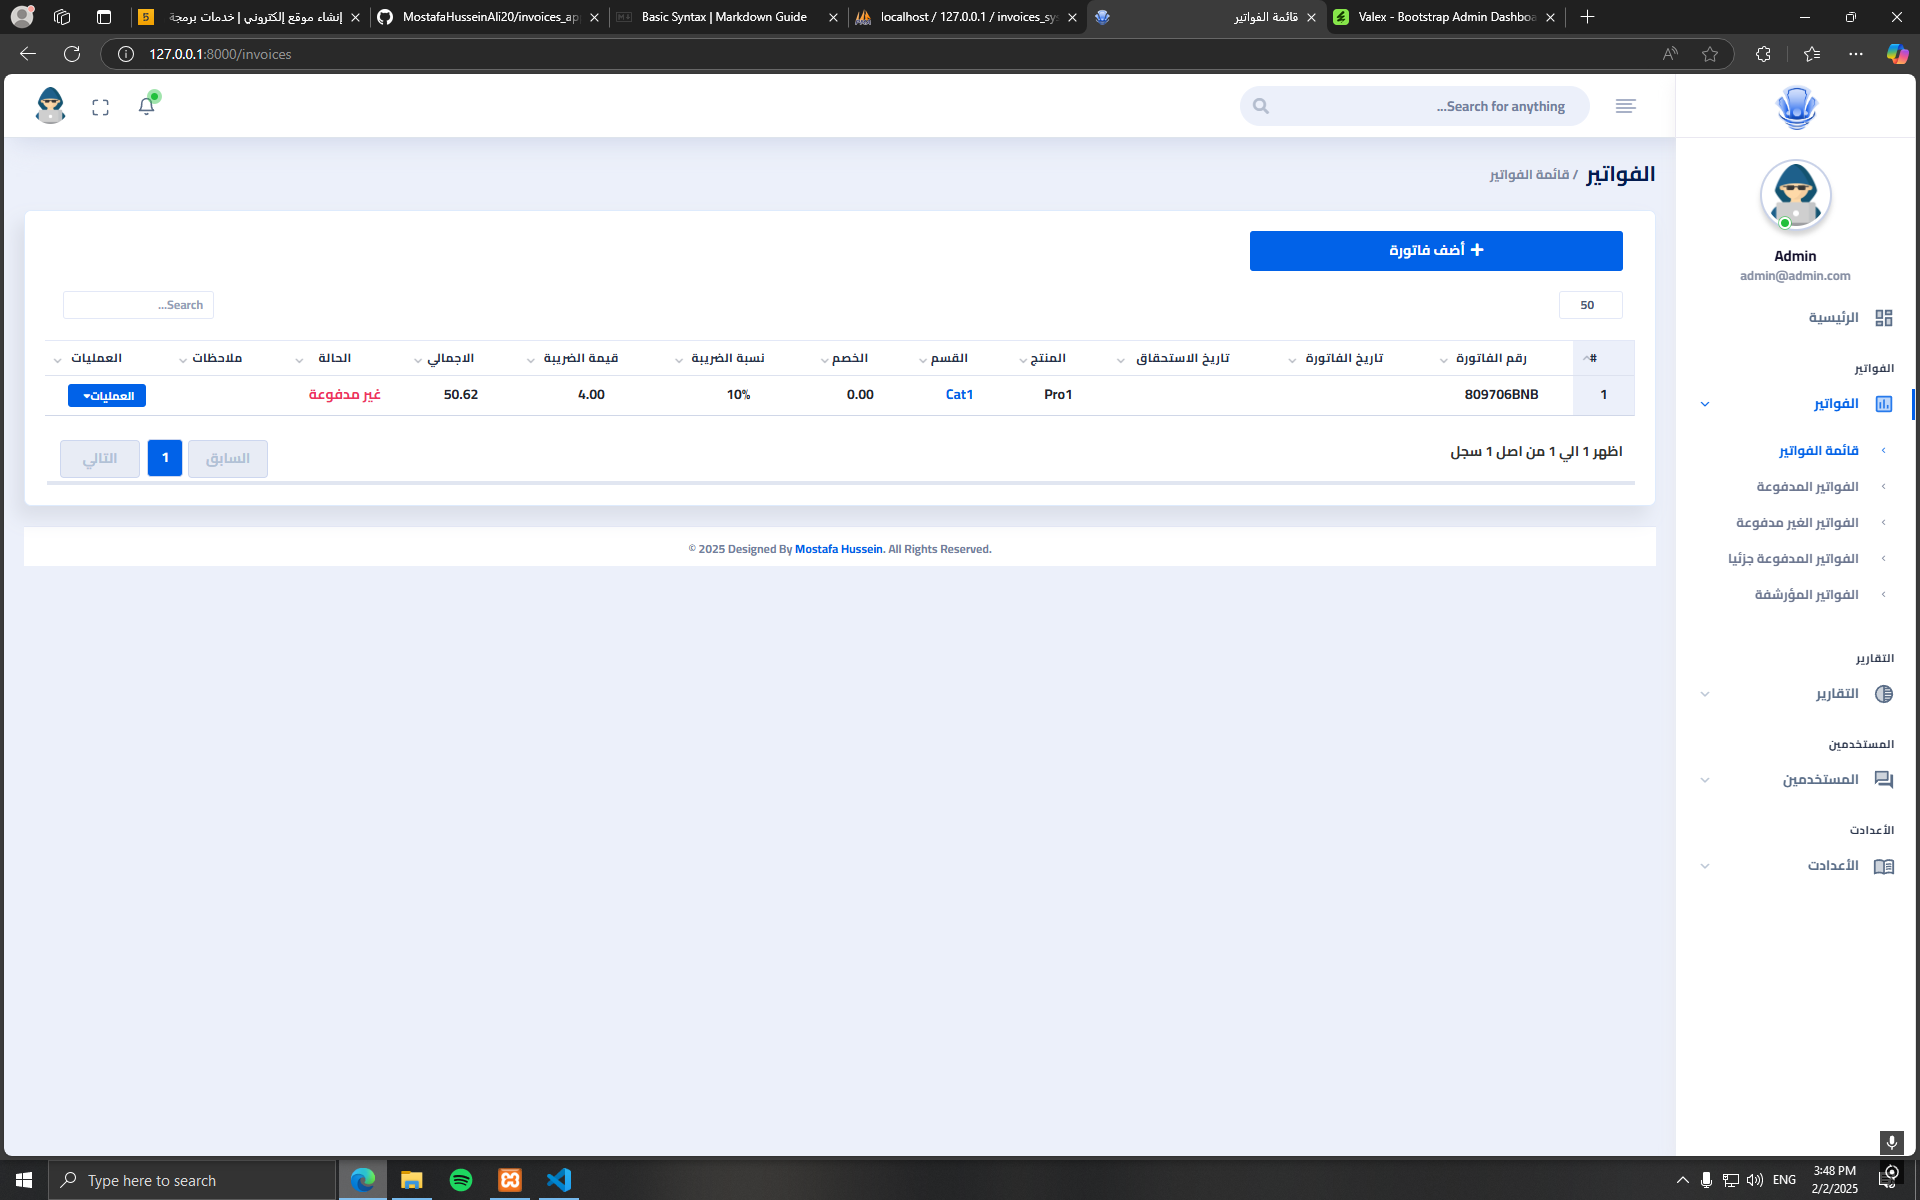 إنشاء موقع إلكتروني | خدمات برمجة
MostafaHusseinAli20/invoices_ap
Basic Syntax | Markdown Guide
localhost / 127.0.0.1 / invoices_sys
قائمة الفواتير
Valex - Bootstrap Admin Dashboa
127.0.0.1:8000/invoices
Search for anything...
الفواتير / قائمة الفواتير
أضف فاتورة
50
Search...
# رقم الفاتورة تاريخ الفاتورة تاريخ الاستحقاق المنتج القسم الخصم نسبة الضريبة قيمة الضريبة الاجمالي الحالة ملاحظات العمليات
1 809706BNB Pro1 Cat1 0.00 10% 4.00 50.62 غير مدفوعة العمليات
اظهر 1 الي 1 من اصل 1 سجل
السابق 1 التالي
© 2025 Designed By Mostafa Hussein. All Rights Reserved.
Admin
admin@admin.com
الرئيسية
الفواتير
الفواتير
قائمة الفواتير
الفواتير المدفوعة
الفواتير الغير مدفوعة
الفواتير المدفوعة جزئيا
الفواتير المؤرشفة
التقارير
التقارير
المستخدمين
المستخدمين
الأعدادت
الأعدادت
Type here to search
ENG
3:48 PM
2/2/2025